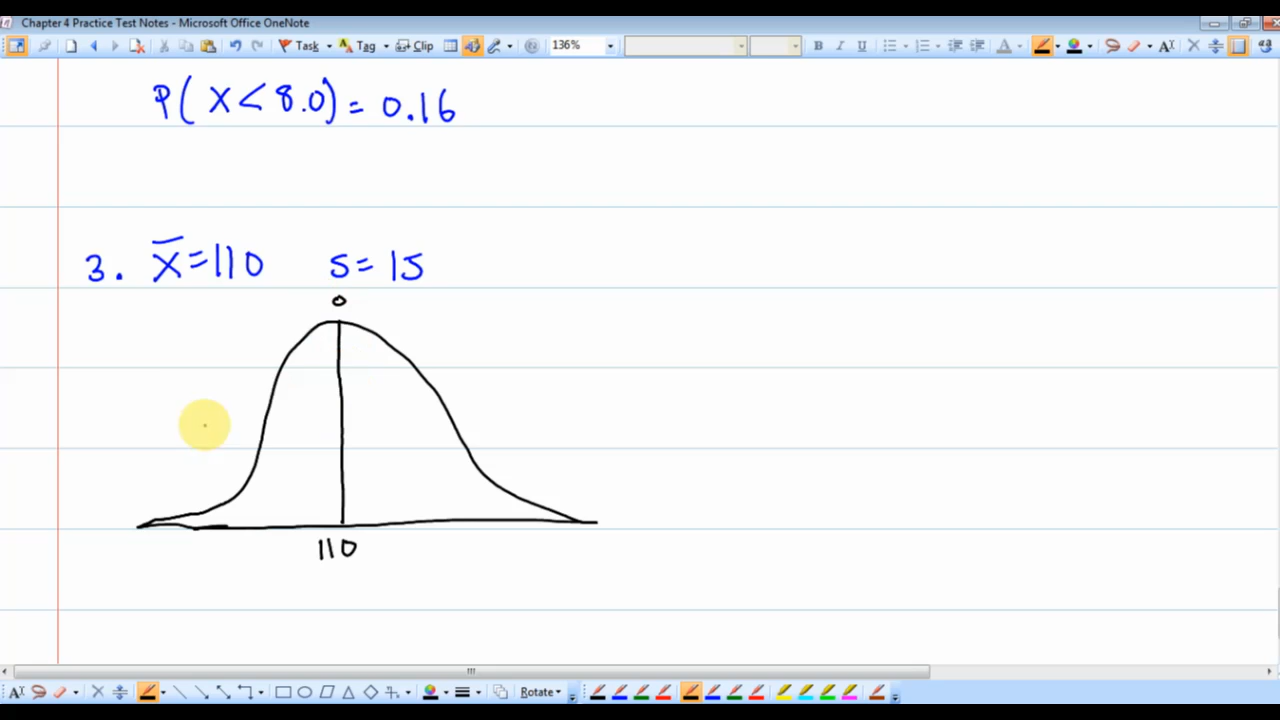 Chapter 4 Practice Test Notes - Microsoft Office OneNote
Task Tag Clip 136% B I U A
P( X < 8.0) = 0.16
3. x̅ = 110 s = 15
0
110
Rotate